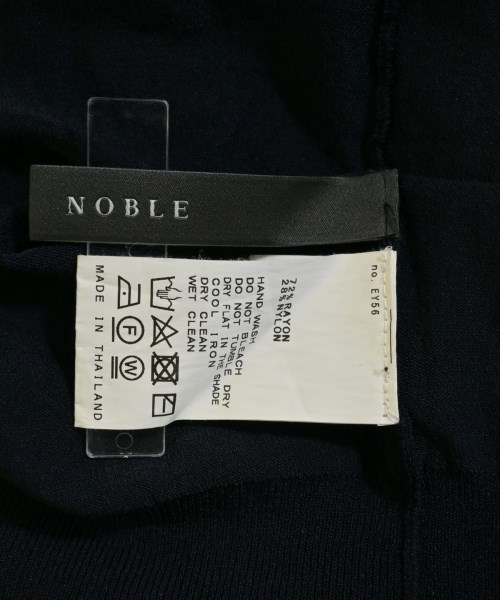 NOBLE
no. EY56
72% RAYON
28% NYLON
HAND WASH
DO NOT BLEACH
DO NOT TUMBLE DRY
DRY FLAT IN THE SHADE
COOL IRON
DRY CLEAN
WET CLEAN
F
W
MADE IN THAILAND